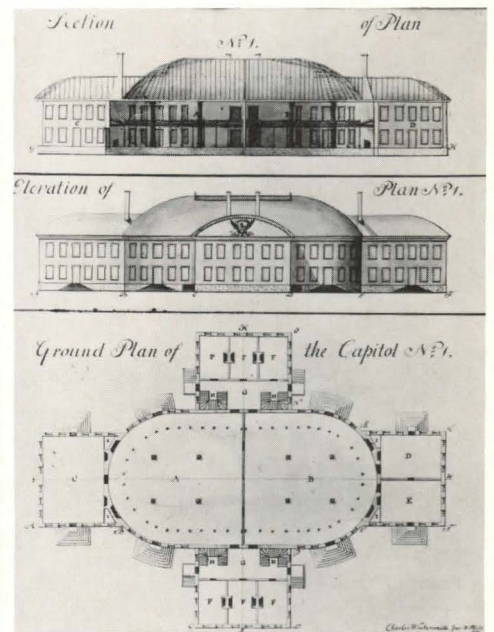 Section of Plan
Nº 1.
C
D
Elevation of Plan Nº 1.
Ground Plan of the Capitol Nº 1.
K
F F F
H G H
C A B D
E
H G H
F F F